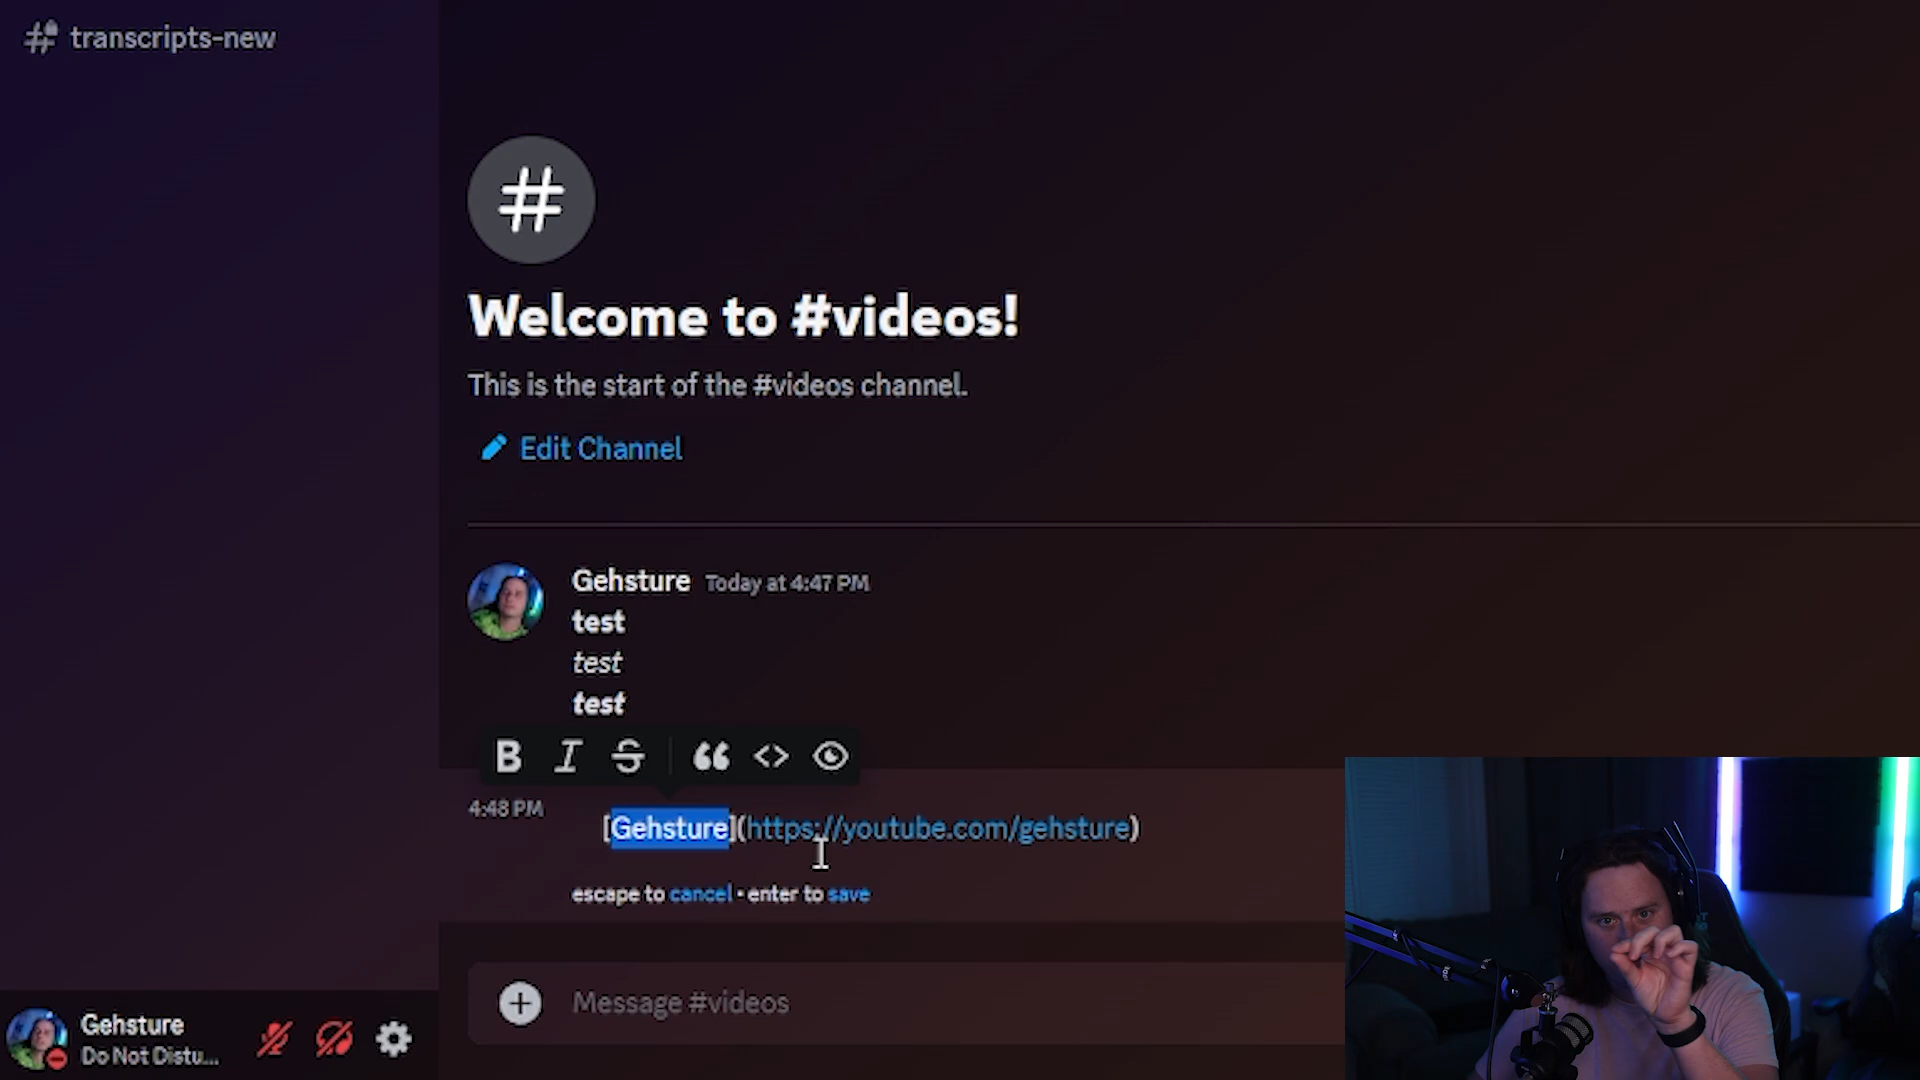 transcripts-new
Welcome to #videos!
This is the start of the #videos channel.
Edit Channel
Gehsture Today at 4:47 PM
test
test
test
B I S
4:48 PM [Gehsture](https://youtube.com/gehsture)
escape to cancel • enter to save
Message #videos
Gehsture
Do Not Distu...